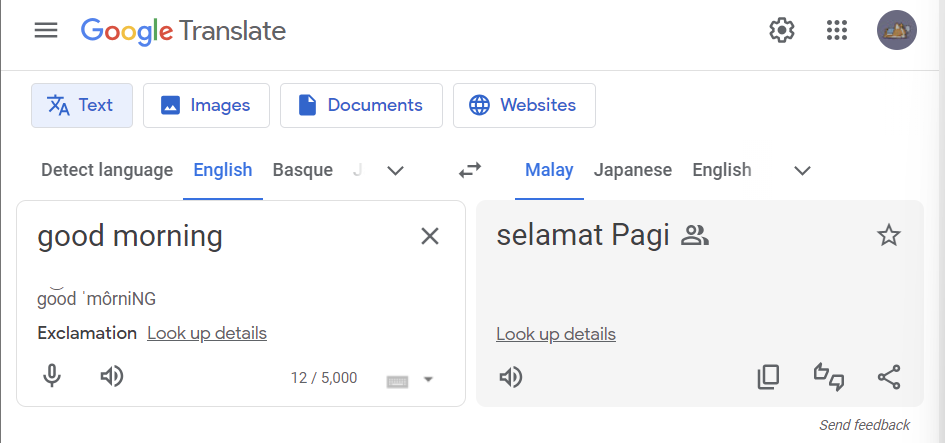 Google Translate
Text Images Documents Websites
Detect language English Basque J Malay Japanese English
good morning
selamat Pagi
go͝od ˈmôrniNG
Exclamation Look up details
Look up details
12 / 5,000
Send feedback